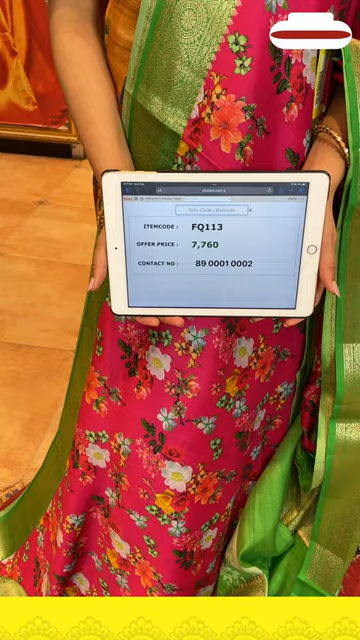 Item Code / Barcode
ITEMCODE : FQ113
OFFER PRICE : 7,760
CONTACT NO : 89 0001 0002